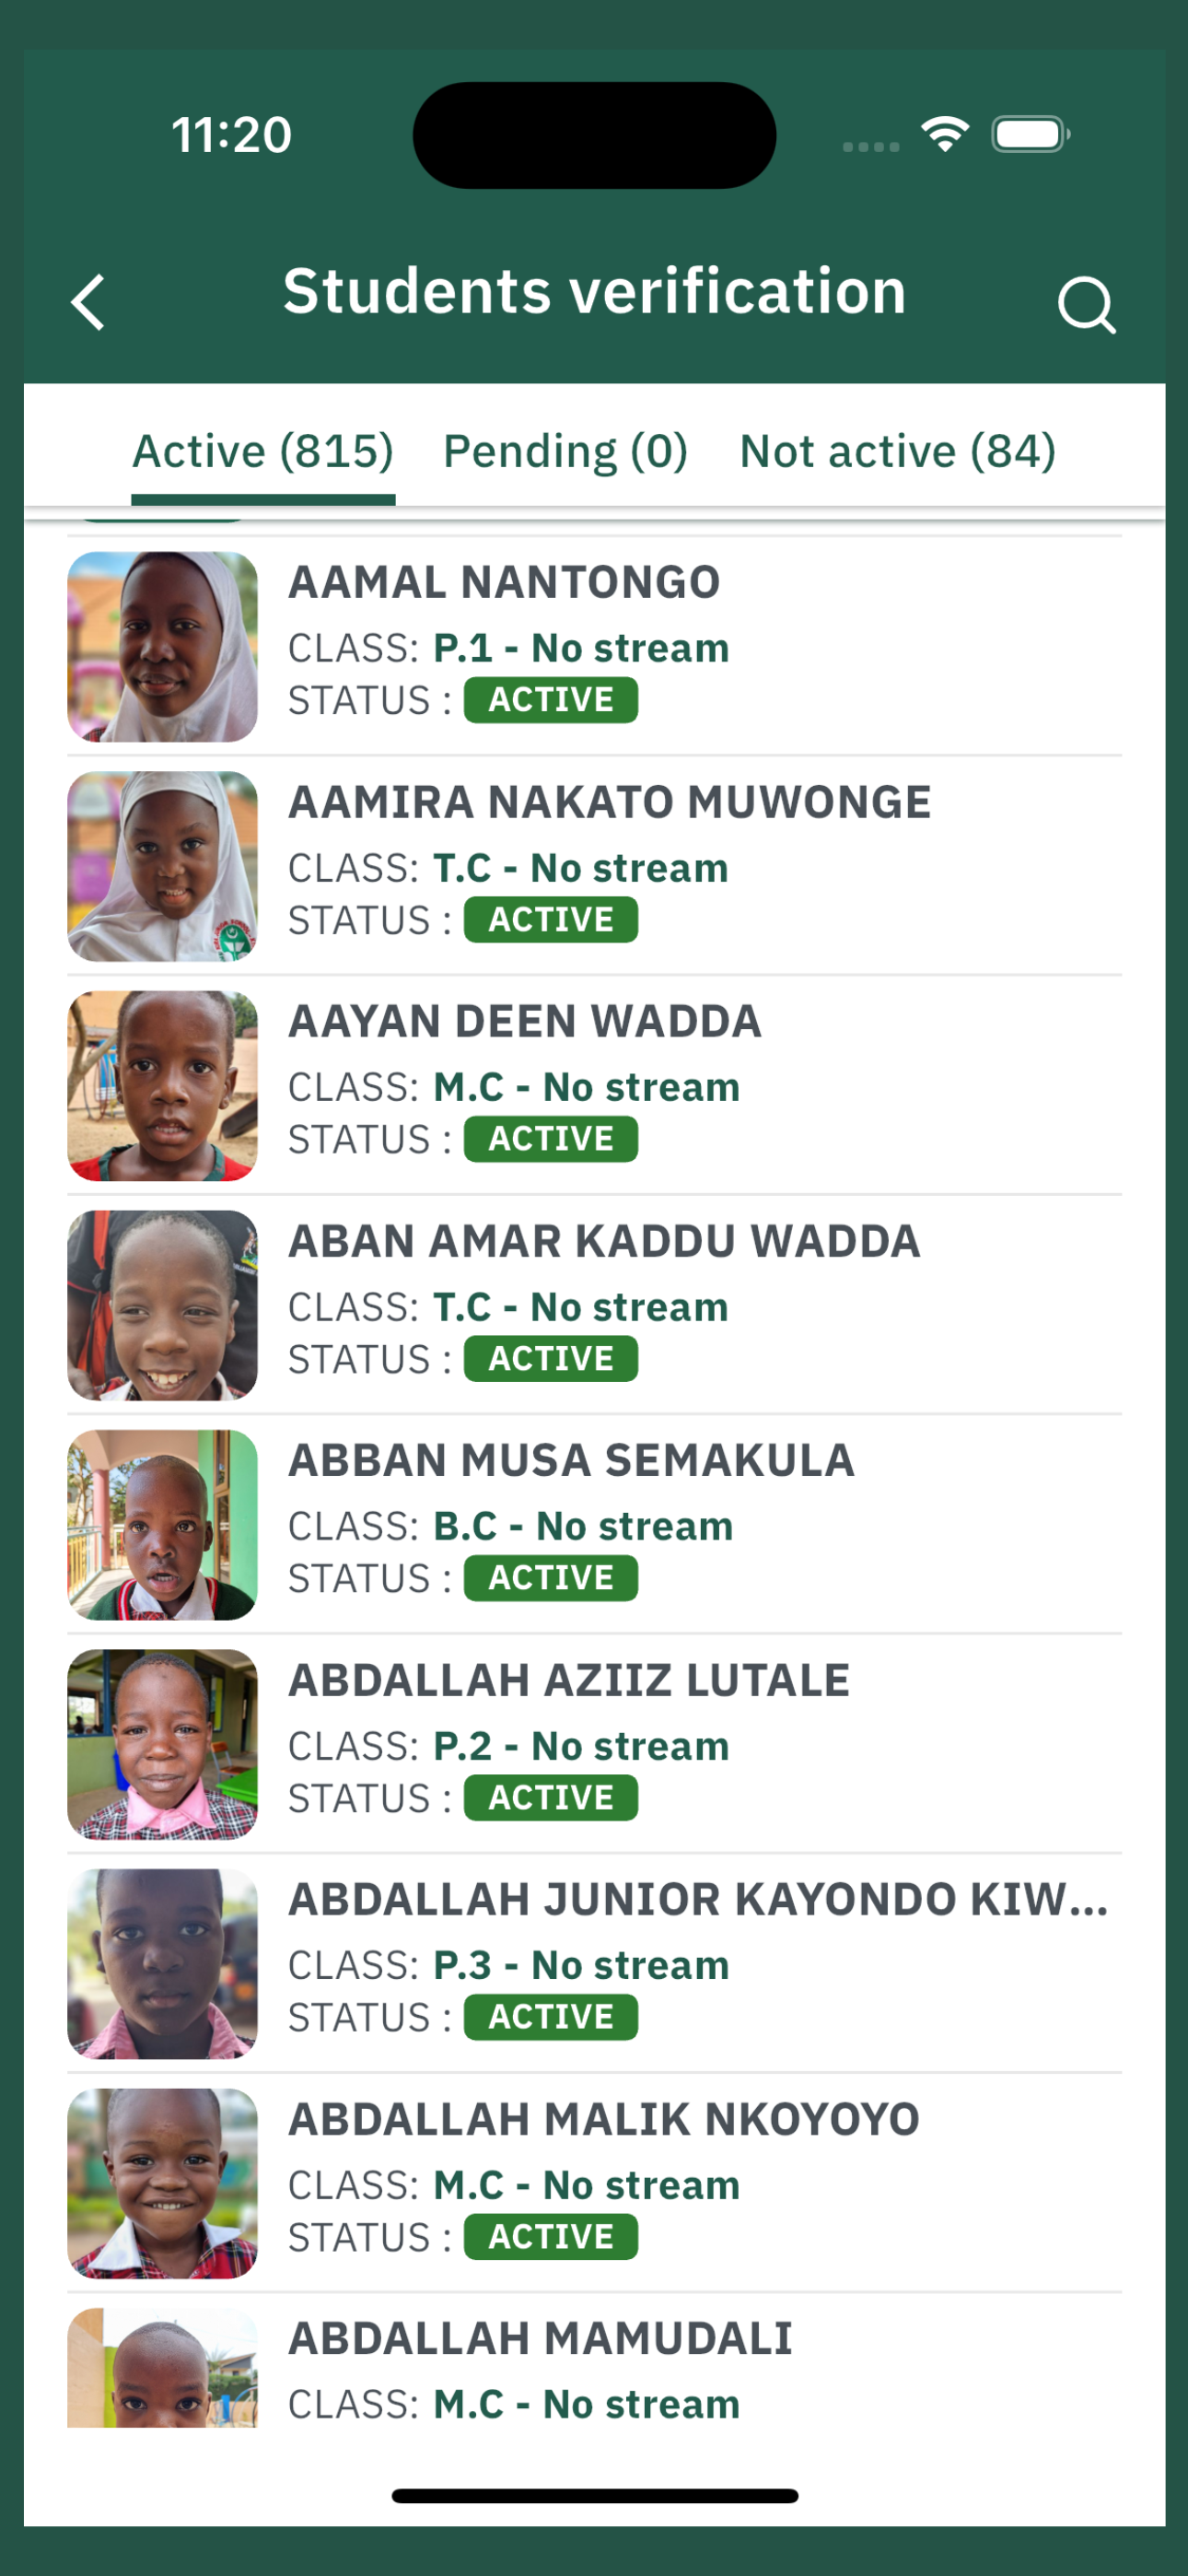 11:20
Students verification
Active (815) Pending (0) Not active (84)
AAMAL NANTONGO
CLASS: P.1 - No stream
STATUS : ACTIVE
AAMIRA NAKATO MUWONGE
CLASS: T.C - No stream
STATUS : ACTIVE
AAYAN DEEN WADDA
CLASS: M.C - No stream
STATUS : ACTIVE
ABAN AMAR KADDU WADDA
CLASS: T.C - No stream
STATUS : ACTIVE
ABBAN MUSA SEMAKULA
CLASS: B.C - No stream
STATUS : ACTIVE
ABDALLAH AZIIZ LUTALE
CLASS: P.2 - No stream
STATUS : ACTIVE
ABDALLAH JUNIOR KAYONDO KIW...
CLASS: P.3 - No stream
STATUS : ACTIVE
ABDALLAH MALIK NKOYOYO
CLASS: M.C - No stream
STATUS : ACTIVE
ABDALLAH MAMUDALI
CLASS: M.C - No stream